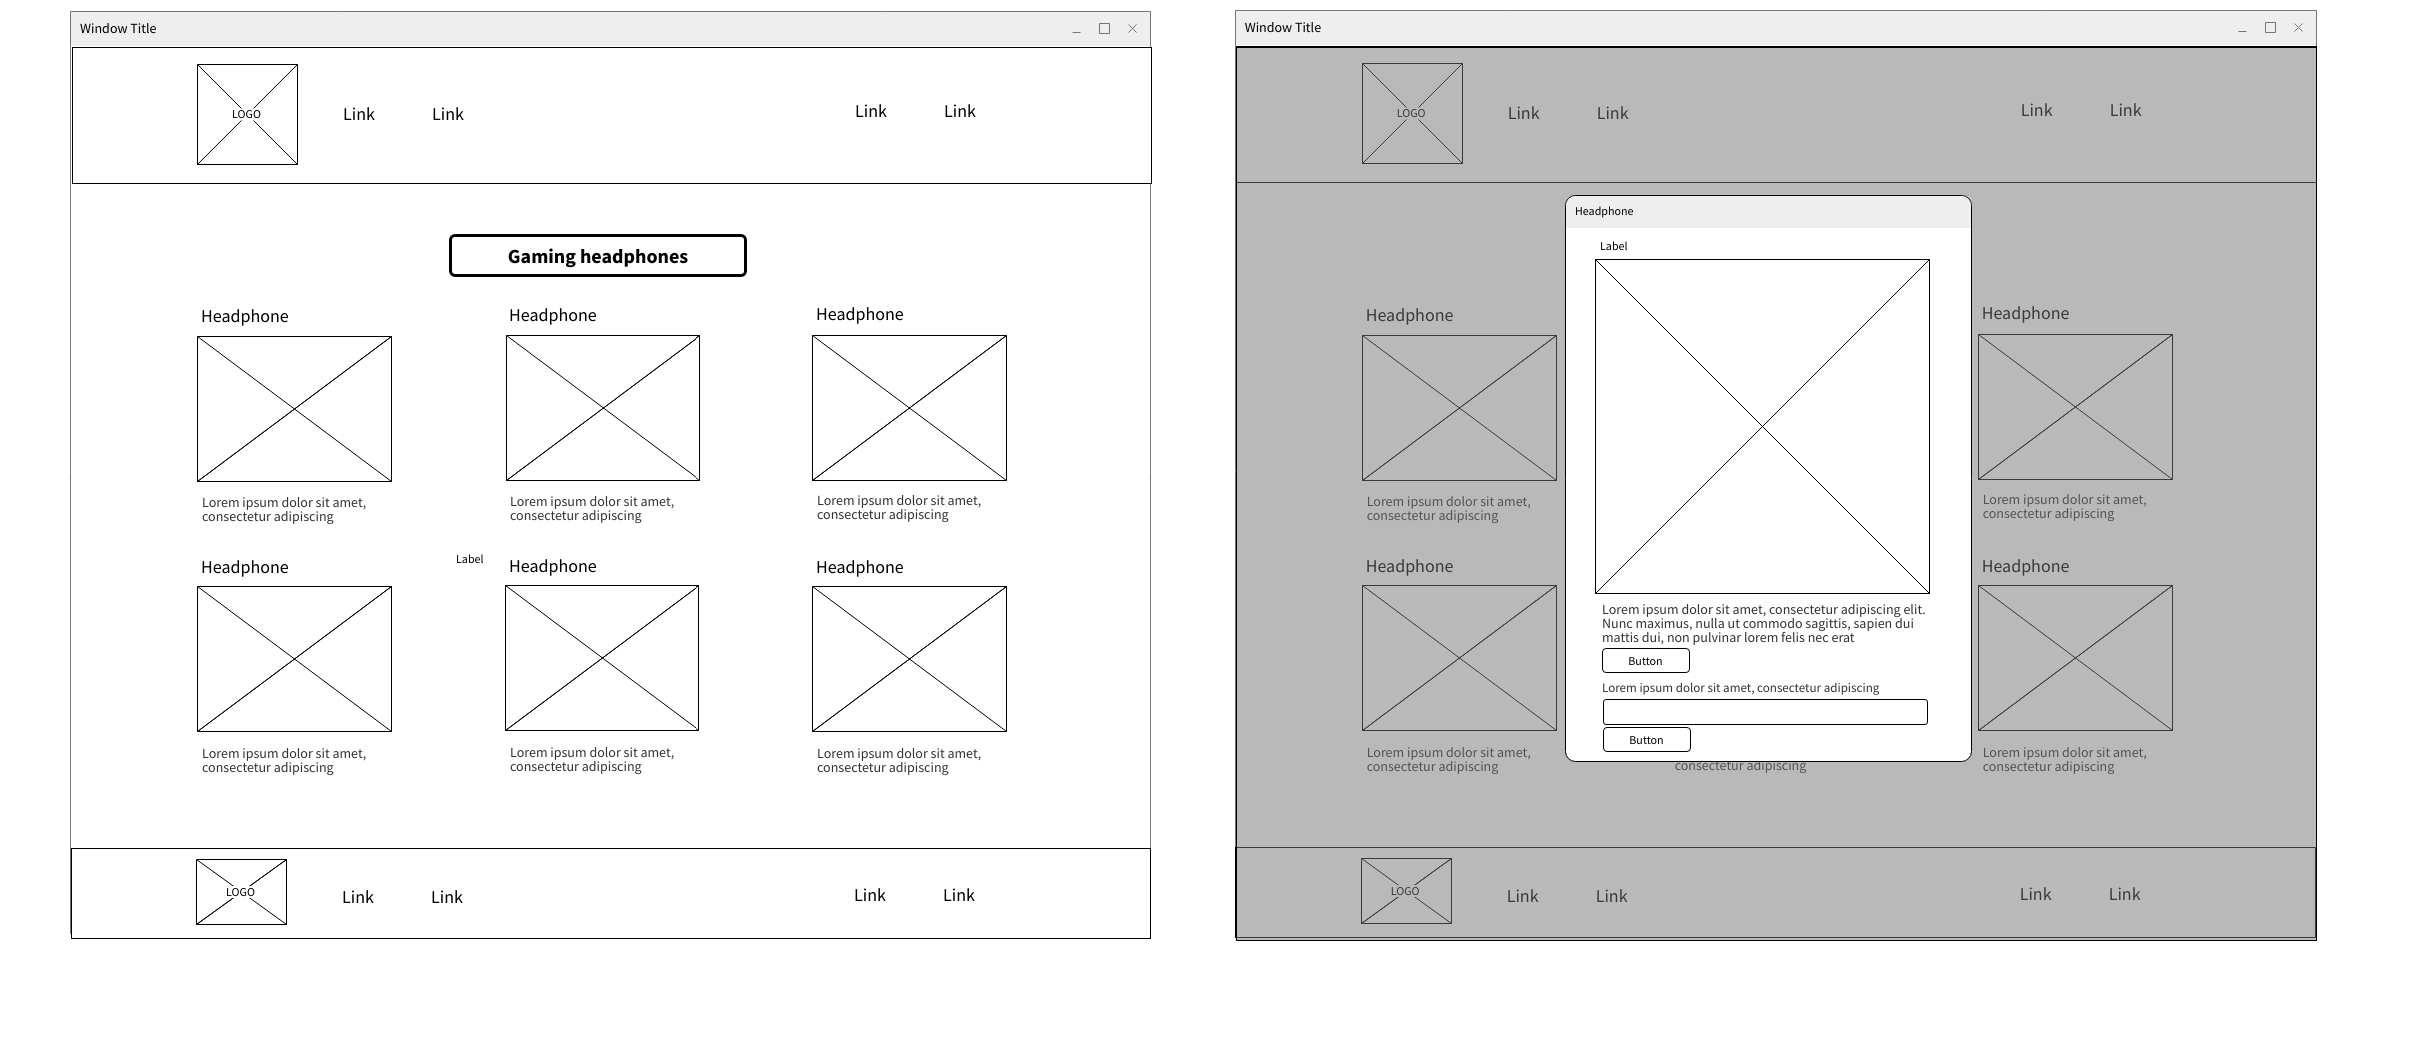 Window Title
LOGO
Link
Link
Link
Link
Gaming headphones
Headphone
Headphone
Headphone
Lorem ipsum dolor sit amet,
consectetur adipiscing
Lorem ipsum dolor sit amet,
consectetur adipiscing
Lorem ipsum dolor sit amet,
consectetur adipiscing
Headphone
Label
Headphone
Headphone
Lorem ipsum dolor sit amet,
consectetur adipiscing
Lorem ipsum dolor sit amet,
consectetur adipiscing
Lorem ipsum dolor sit amet,
consectetur adipiscing
LOGO
Link
Link
Link
Link
Window Title
LOGO
Link
Link
Link
Link
Headphone
Label
Headphone
Headphone
Lorem ipsum dolor sit amet,
consectetur adipiscing
Lorem ipsum dolor sit amet,
consectetur adipiscing
Headphone
Headphone
Lorem ipsum dolor sit amet, consectetur adipiscing elit.
Nunc maximus, nulla ut commodo sagittis, sapien dui
mattis dui, non pulvinar lorem felis nec erat
Button
Lorem ipsum dolor sit amet, consectetur adipiscing
Button
Lorem ipsum dolor sit amet,
consectetur adipiscing
consectetur adipiscing
Lorem ipsum dolor sit amet,
consectetur adipiscing
LOGO
Link
Link
Link
Link